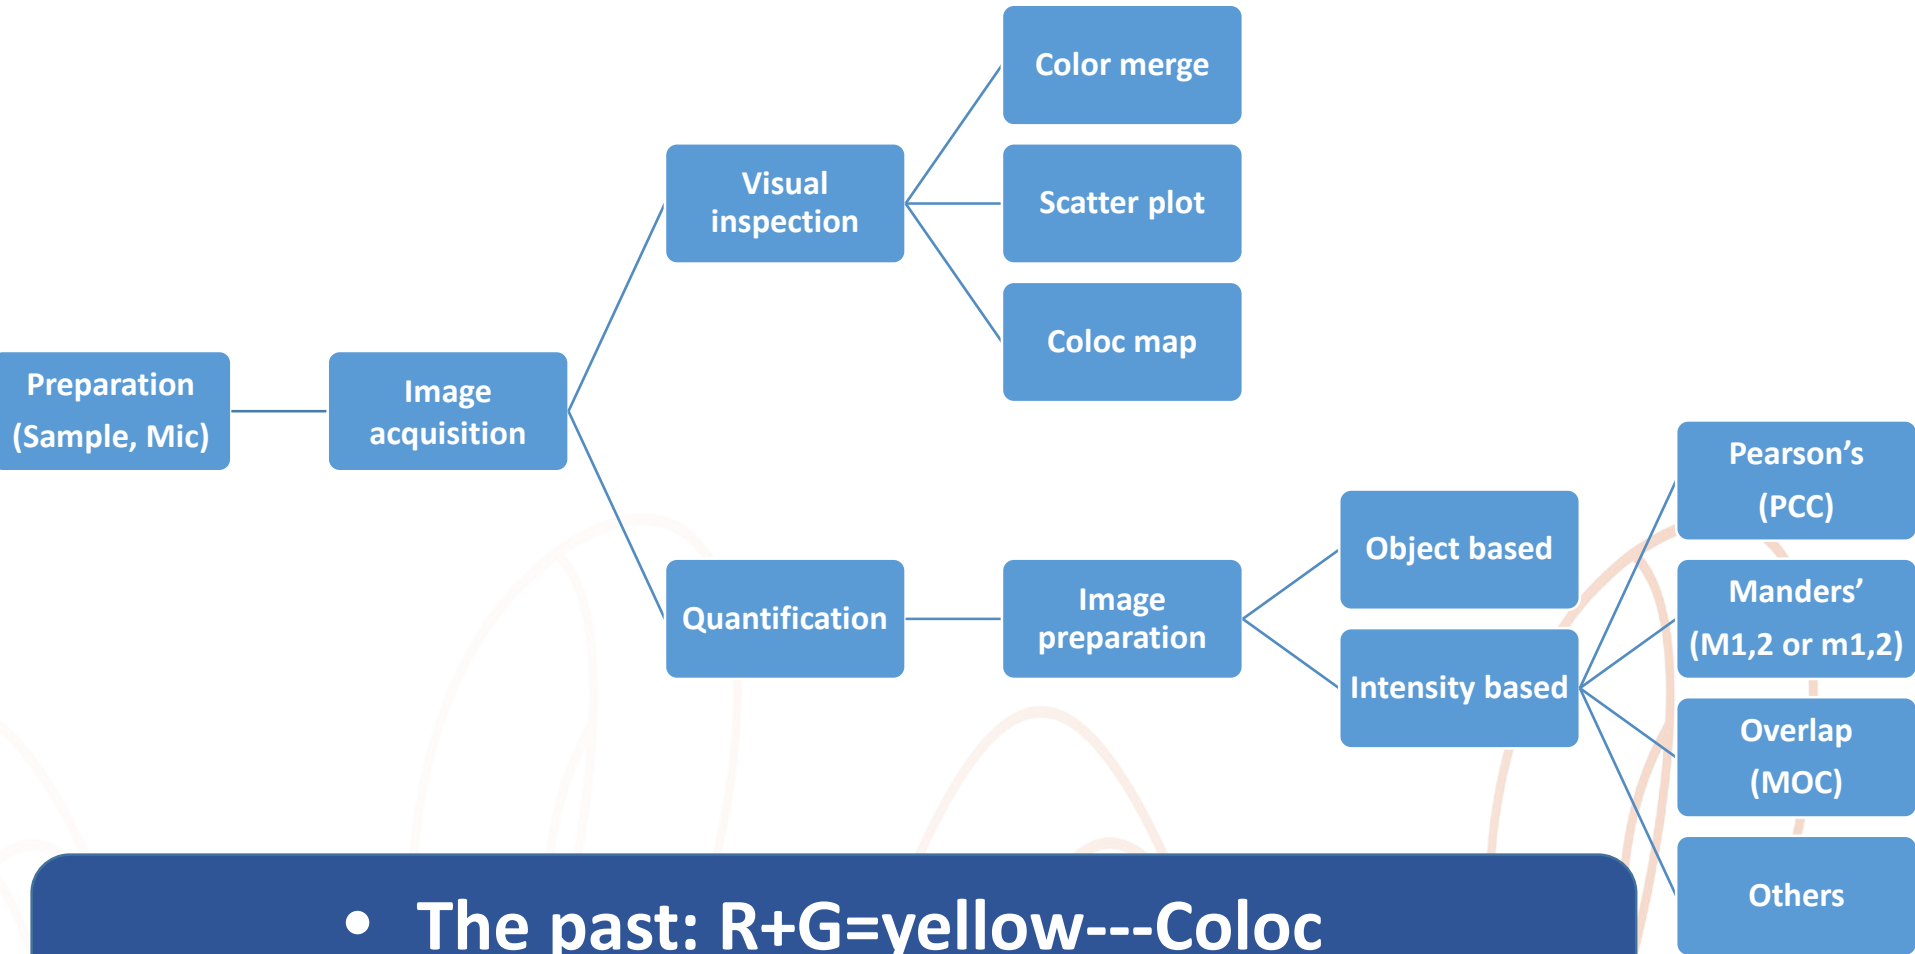 Color merge
Visual
inspection
Scatter plot
Coloc map
Preparation
(Sample, Mic)
Image
acquisition
Pearson’s
(PCC)
Object based
Manders’
(M1,2 or m1,2)
Quantification
Image
preparation
Intensity based
Overlap
(MOC)
Others
• The past: R+G=yellow---Coloc